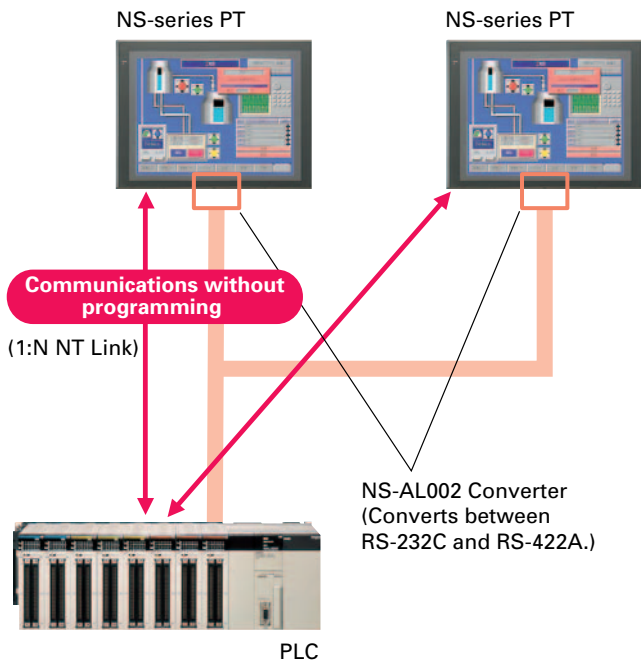 NS-series PT
NS-series PT
Communications without
programming
(1:N NT Link)
NS-AL002 Converter
(Converts between
RS-232C and RS-422A.)
PLC